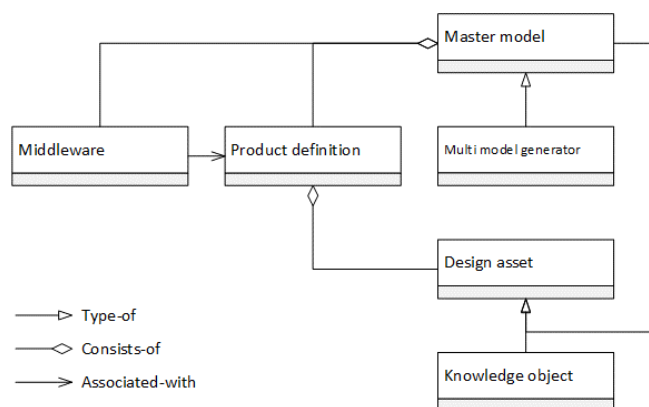 Master model
Middleware
Product definition
Multi model generator
Design asset
Type-of
Consists-of
Associated-with
Knowledge object